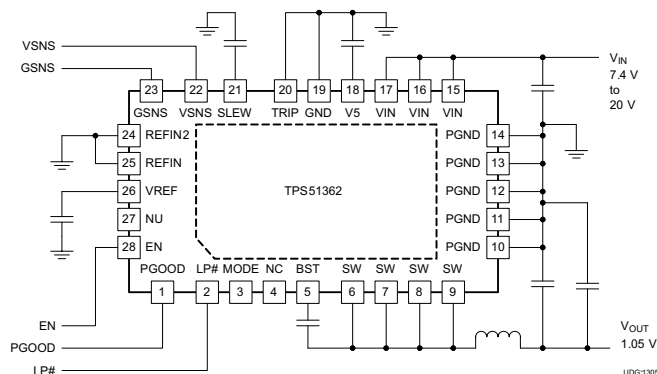 VSNS
GSNS
VIN
7.4 V
to
20 V
23 22 21 20 19 18 17 16 15
GSNS VSNS SLEW TRIP GND V5 VIN VIN VIN
24 REFIN2
25 REFIN
26 VREF
27 NU
28 EN
TPS51362
PGND 14
PGND 13
PGND 12
PGND 11
PGND 10
PGOOD LP# MODE NC BST SW SW SW SW
1 2 3 4 5 6 7 8 9
EN
PGOOD
LP#
VOUT
1.05 V